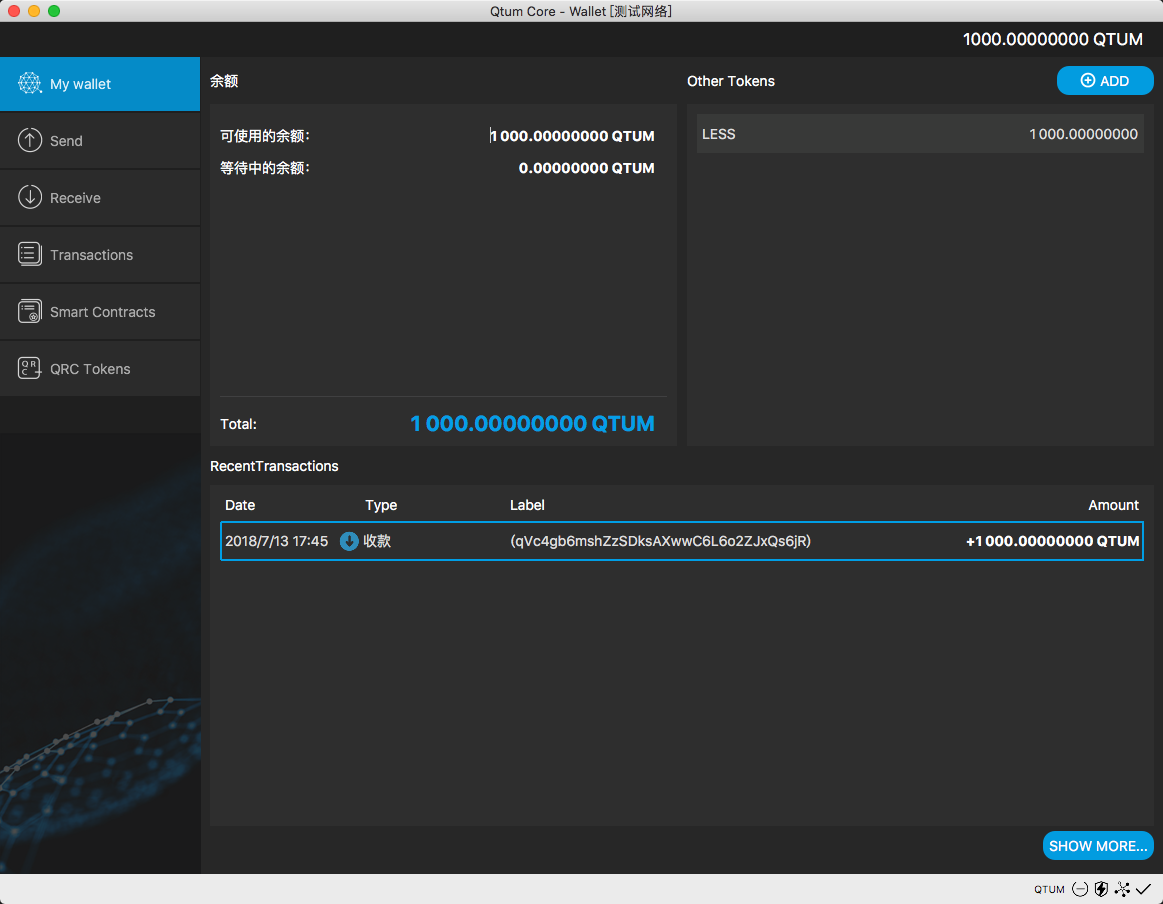 Qtum Core - Wallet [测试网络]
1000.00000000 QTUM
My wallet
Send
Receive
Transactions
Smart Contracts
QRC Tokens
余额
可使用的余额: 1 000.00000000 QTUM
等待中的余额: 0.00000000 QTUM
Total: 1 000.00000000 QTUM
Other Tokens
ADD
LESS 1 000.00000000
RecentTransactions
Date Type Label Amount
2018/7/13 17:45 收款 (qVc4gb6mshZzSDksAXwwC6L6o2ZJxQs6jR) +1 000.00000000 QTUM
SHOW MORE...
QTUM